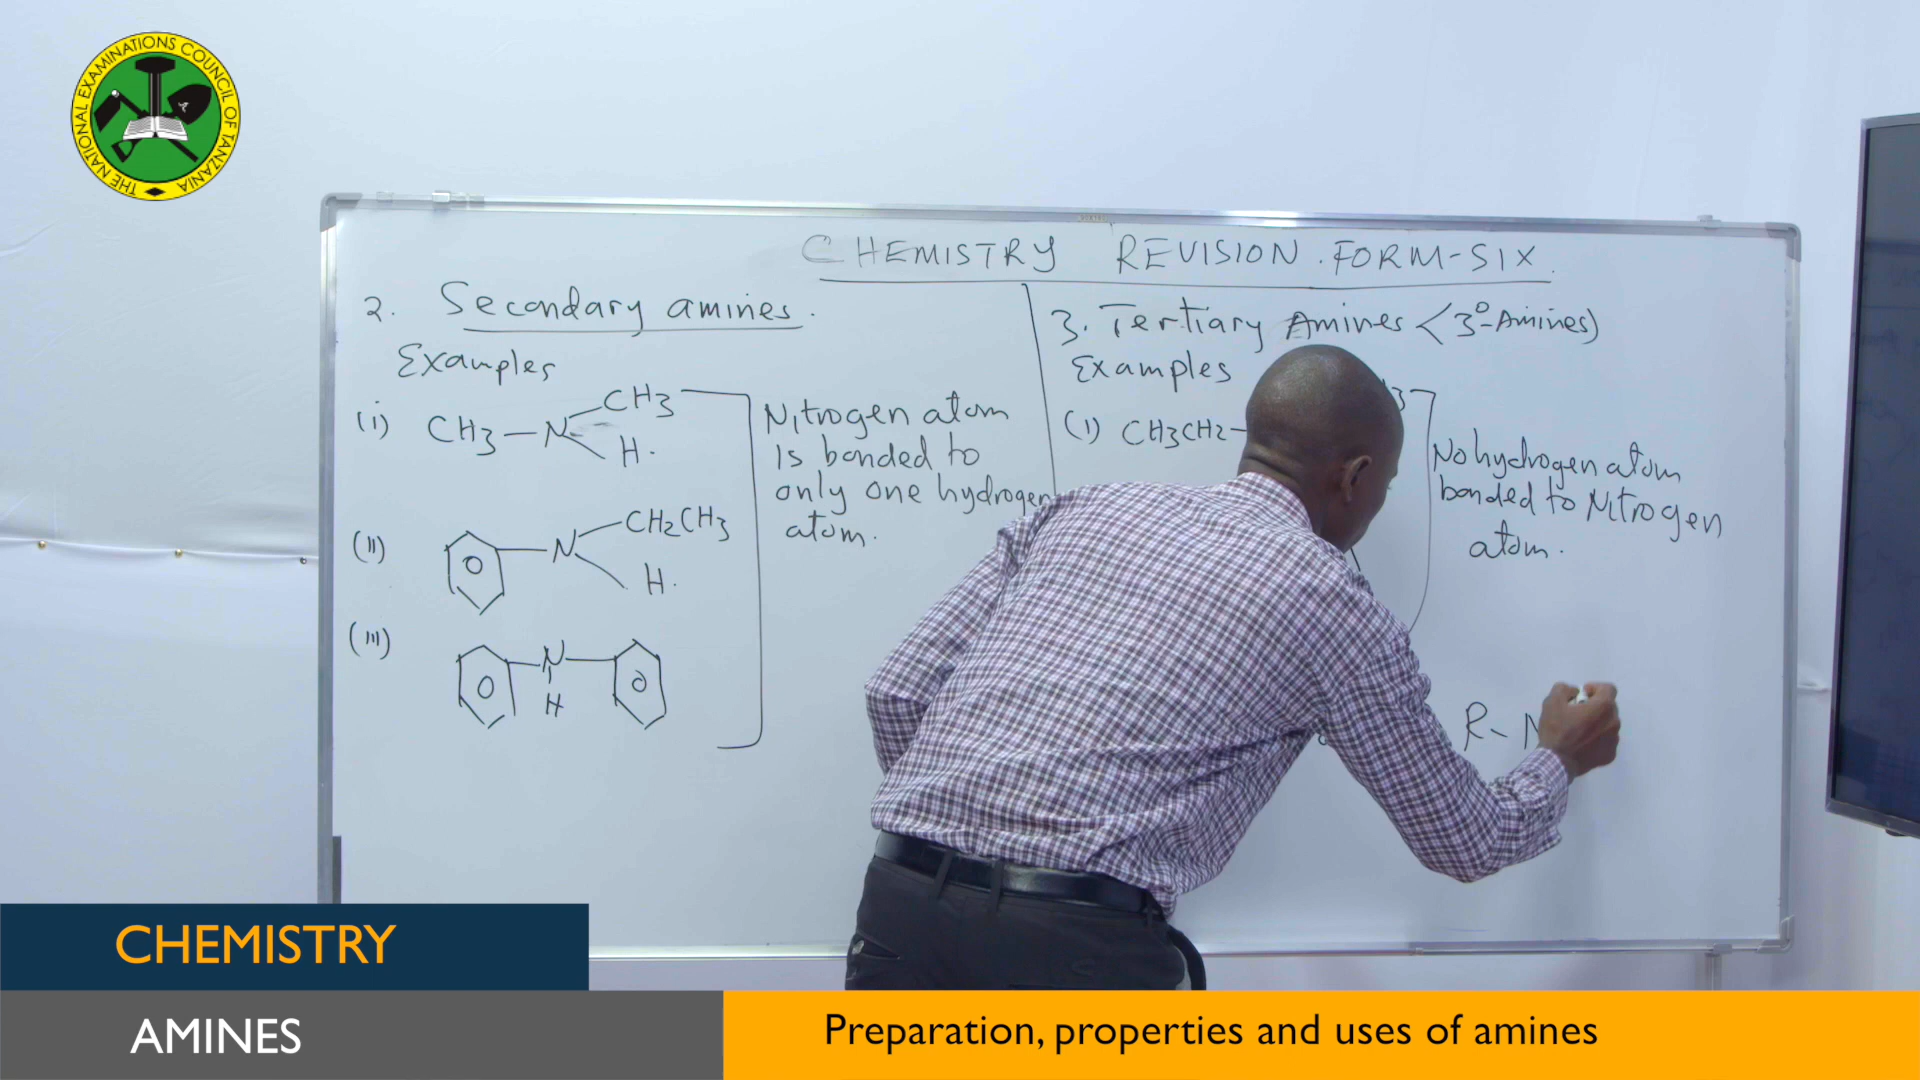 THE NATIONAL EXAMINATIONS COUNCIL OF TANZANIA
CHEMISTRY REVISION. FORM-SIX.
2. Secondary amines.
Examples
(i) CH3-N
CH3
H.
Nitrogen atom
is bonded to
only one hydrogen
atom.
(II)
N
CH2CH3
H.
(III)
N
H
3. Tertiary Amines <3°-Amines)
Examples
(1) CH3CH2-
No hydrogen atom
bonded to Nitrogen
atom.
R- N
CHEMISTRY
AMINES
Preparation, properties and uses of amines